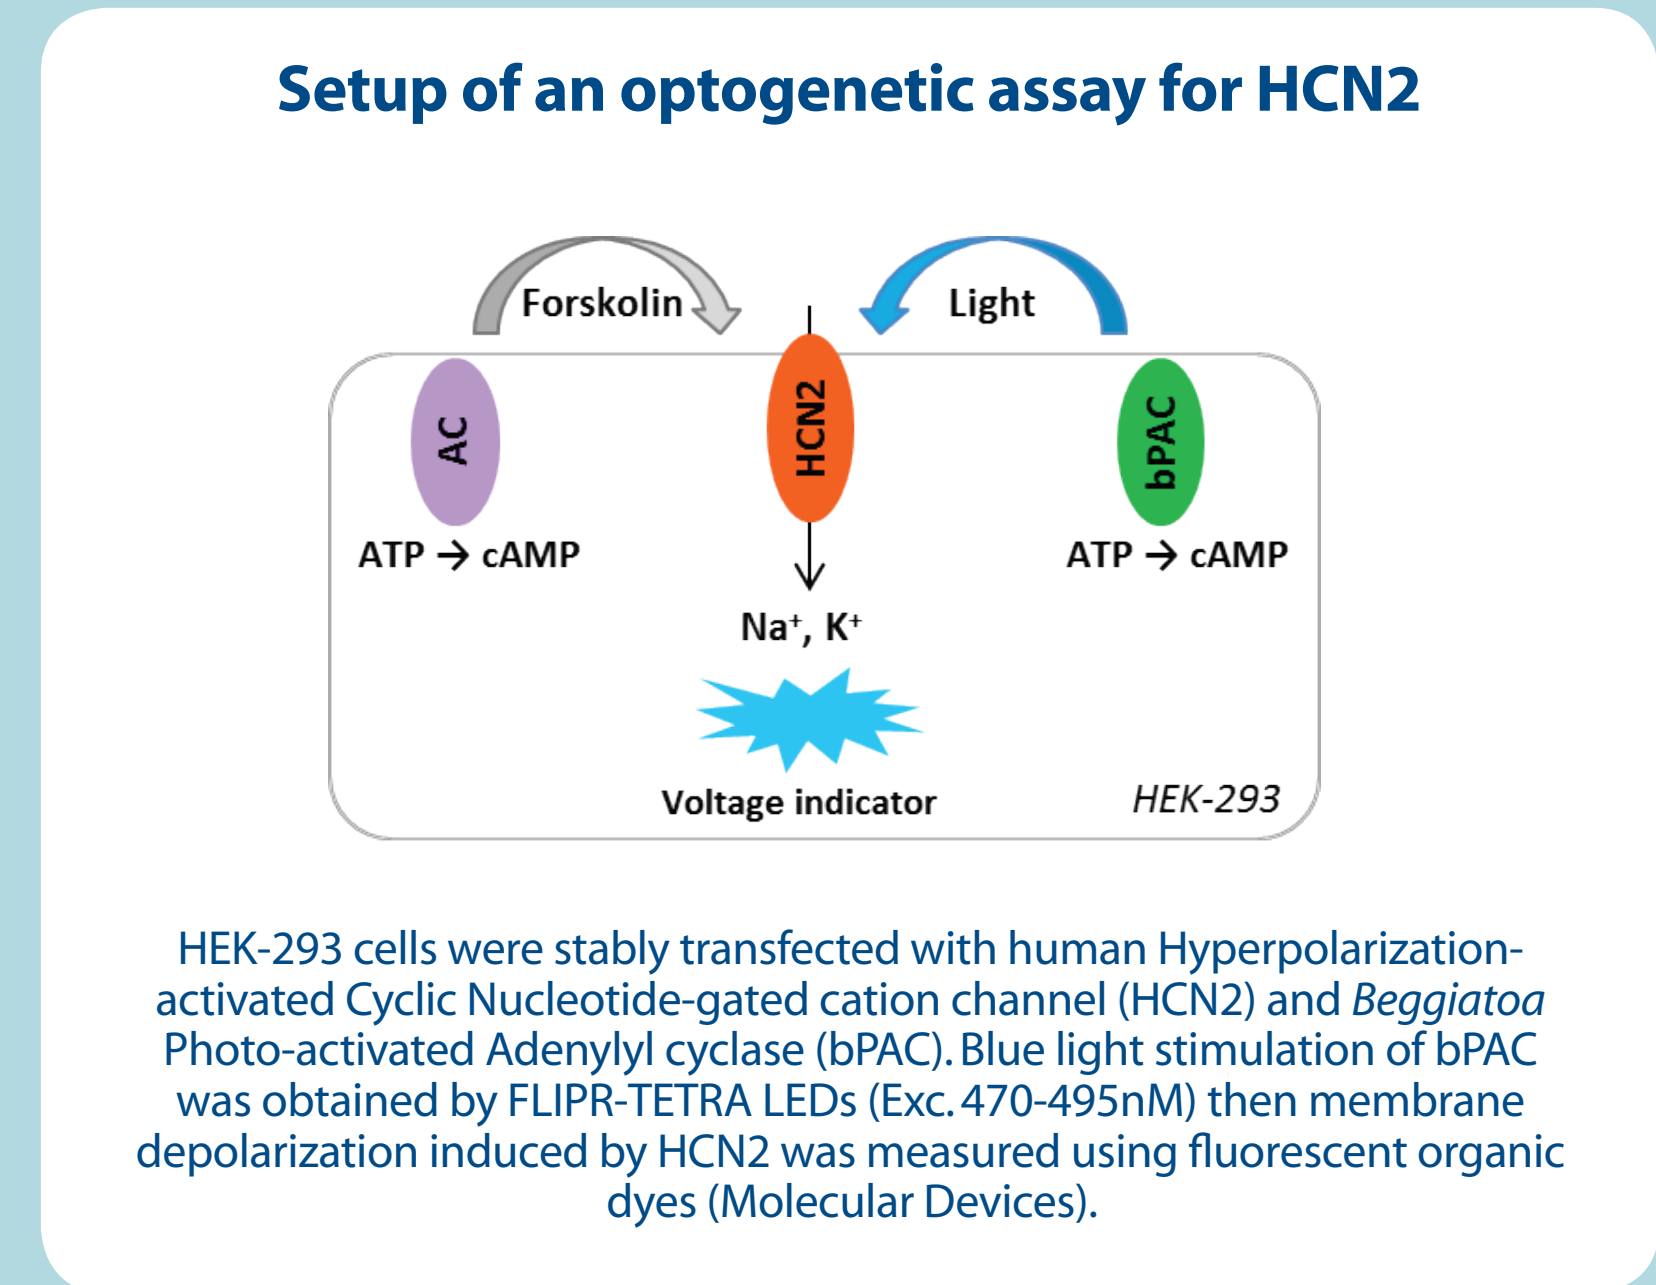 Setup of an optogenetic assay for HCN2
Forskolin
Light
AC
HCN2
bPAC
ATP → cAMP
ATP → cAMP
Na⁺, K⁺
Voltage indicator
HEK-293
HEK-293 cells were stably transfected with human Hyperpolarization-
activated Cyclic Nucleotide-gated cation channel (HCN2) and Beggiatoa
Photo-activated Adenylyl cyclase (bPAC). Blue light stimulation of bPAC
was obtained by FLIPR-TETRA LEDs (Exc. 470-495nM) then membrane
depolarization induced by HCN2 was measured using fluorescent organic
dyes (Molecular Devices).